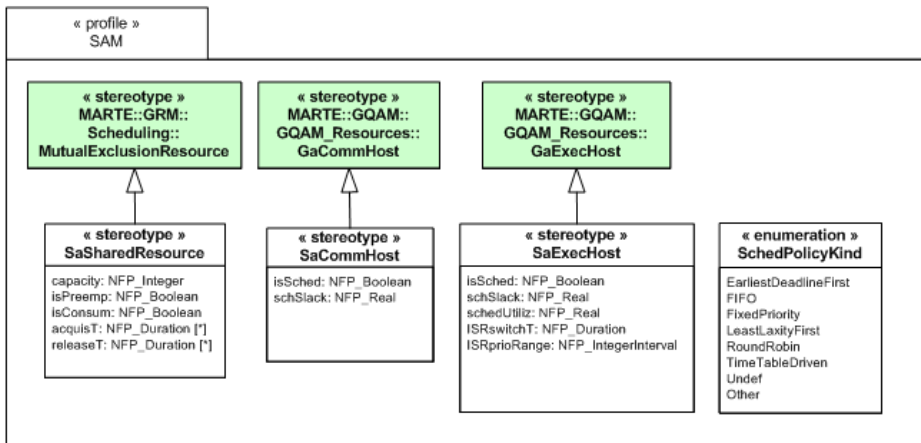 « profile »
SAM
« stereotype »
MARTE::GRM::
Scheduling::
MutualExclusionResource
« stereotype »
MARTE::GQAM::
GQAM_Resources::
GaCommHost
« stereotype »
MARTE::GQAM::
GQAM_Resources::
GaExecHost
« stereotype »
SaSharedResource
capacity: NFP_Integer
isPreemp: NFP_Boolean
isConsum: NFP_Boolean
acquisT: NFP_Duration [*]
releaseT: NFP_Duration [*]
« stereotype »
SaCommHost
isSched: NFP_Boolean
schSlack: NFP_Real
« stereotype »
SaExecHost
isSched: NFP_Boolean
schSlack: NFP_Real
schedUtiliz: NFP_Real
ISRswitchT: NFP_Duration
ISRprioRange: NFP_IntegerInterval
« enumeration »
SchedPolicyKind
EarliestDeadlineFirst
FIFO
FixedPriority
LeastLaxityFirst
RoundRobin
TimeTableDriven
Undef
Other